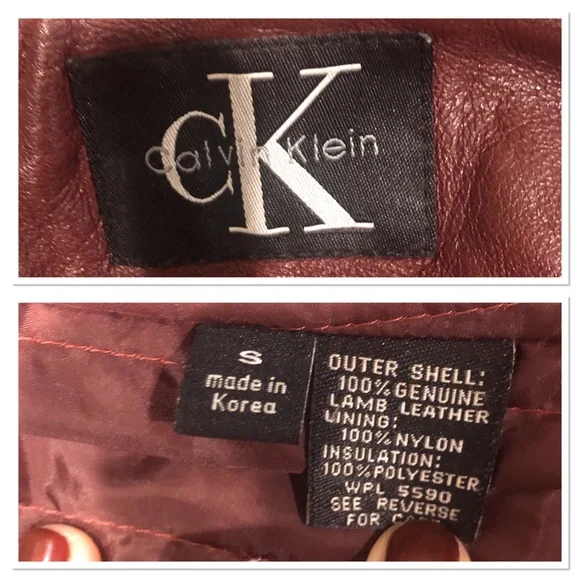 CK
Calvin Klein
S
made in
Korea
OUTER SHELL:
100% GENUINE
LAMB LEATHER
LINING:
100% NYLON
INSULATION:
100% POLYESTER
WPL 5590
SEE REVERSE
FOR